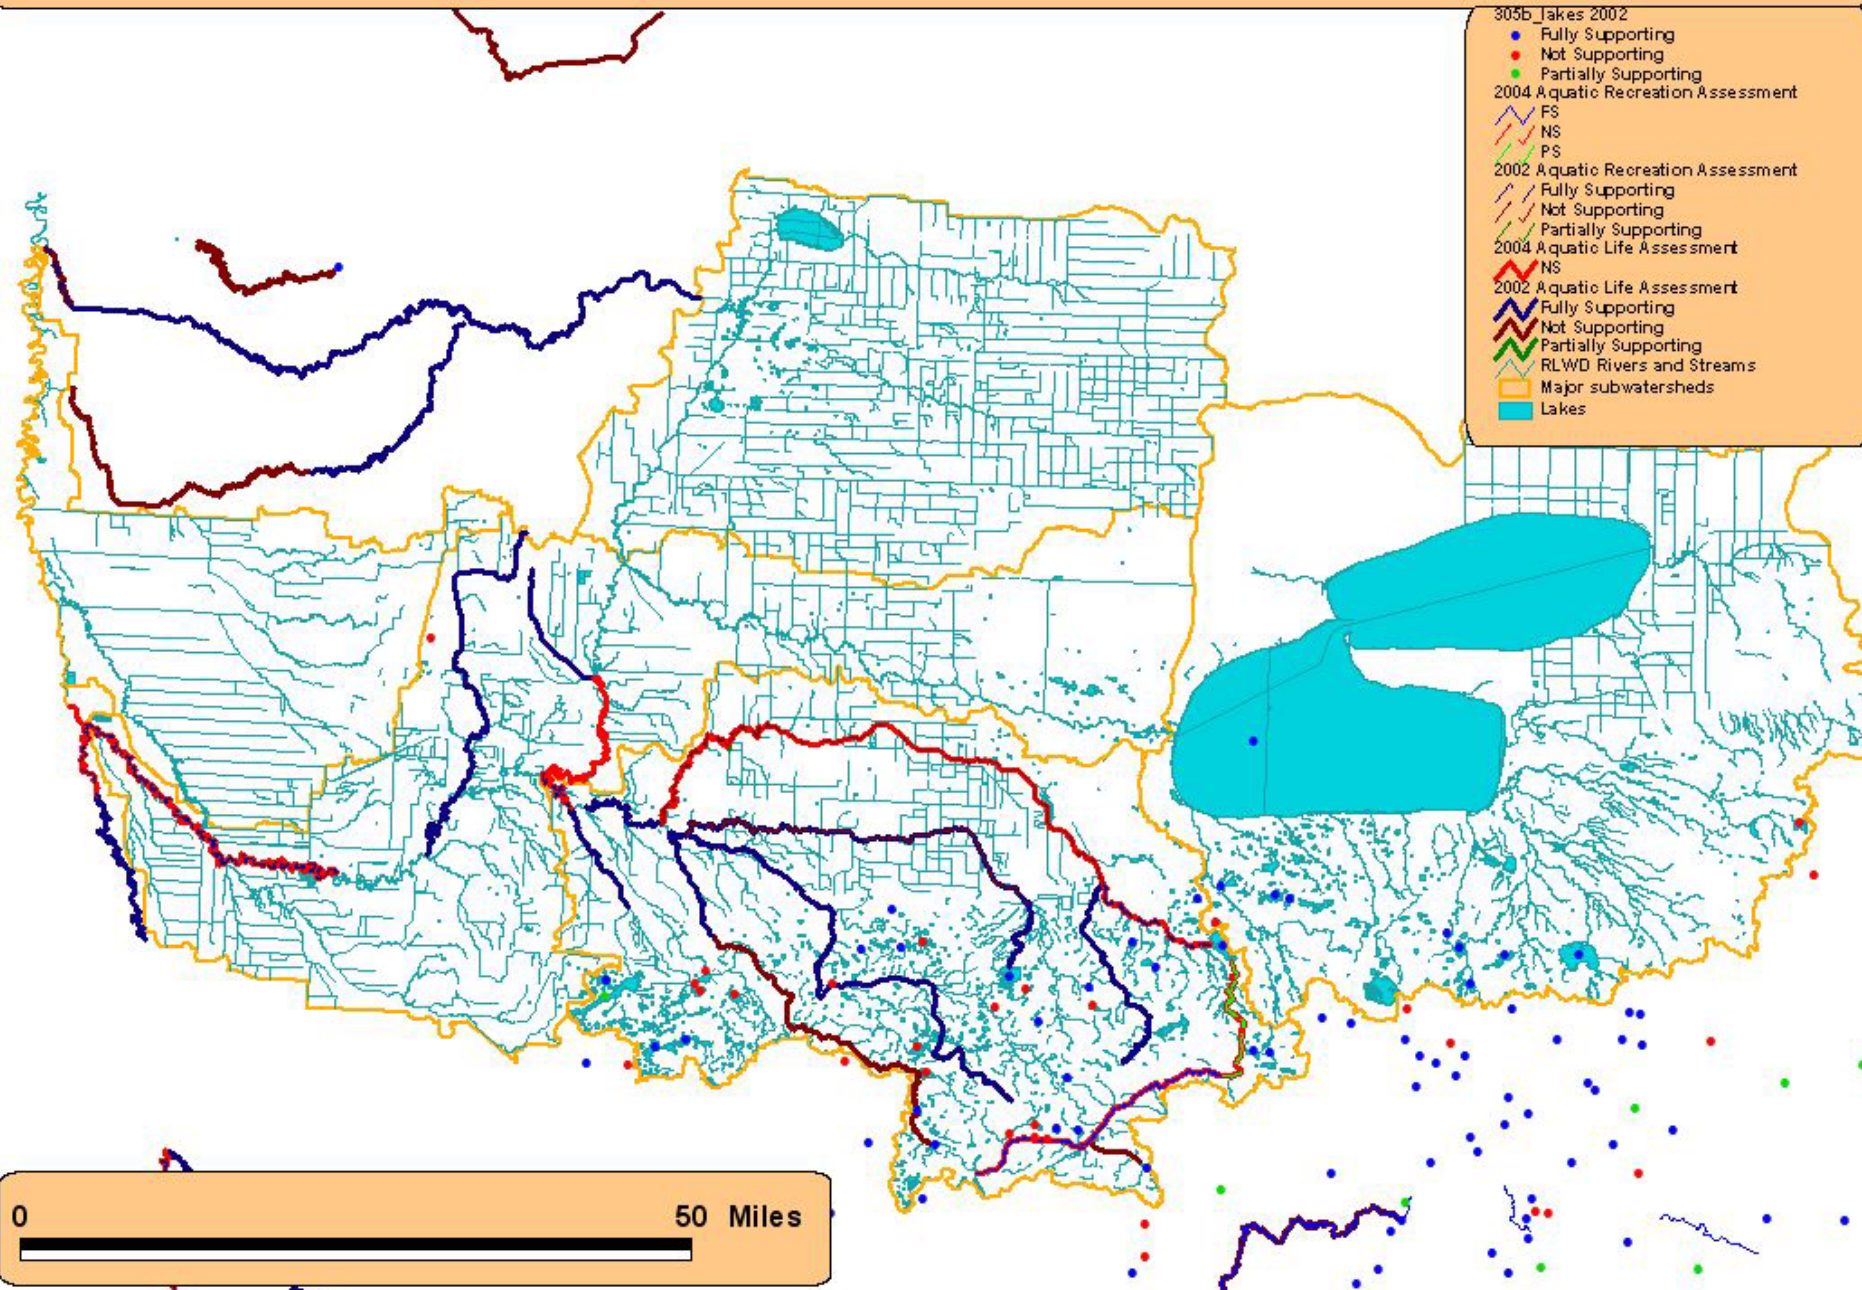 305b_lakes 2002
Fully Supporting
Not Supporting
Partially Supporting
2004 Aquatic Recreation Assessment
FS
NS
PS
2002 Aquatic Recreation Assessment
Fully Supporting
Not Supporting
Partially Supporting
2004 Aquatic Life Assessment
NS
2002 Aquatic Life Assessment
Fully Supporting
Not Supporting
Partially Supporting
RLWD Rivers and Streams
Major subwatersheds
Lakes
0 50 Miles